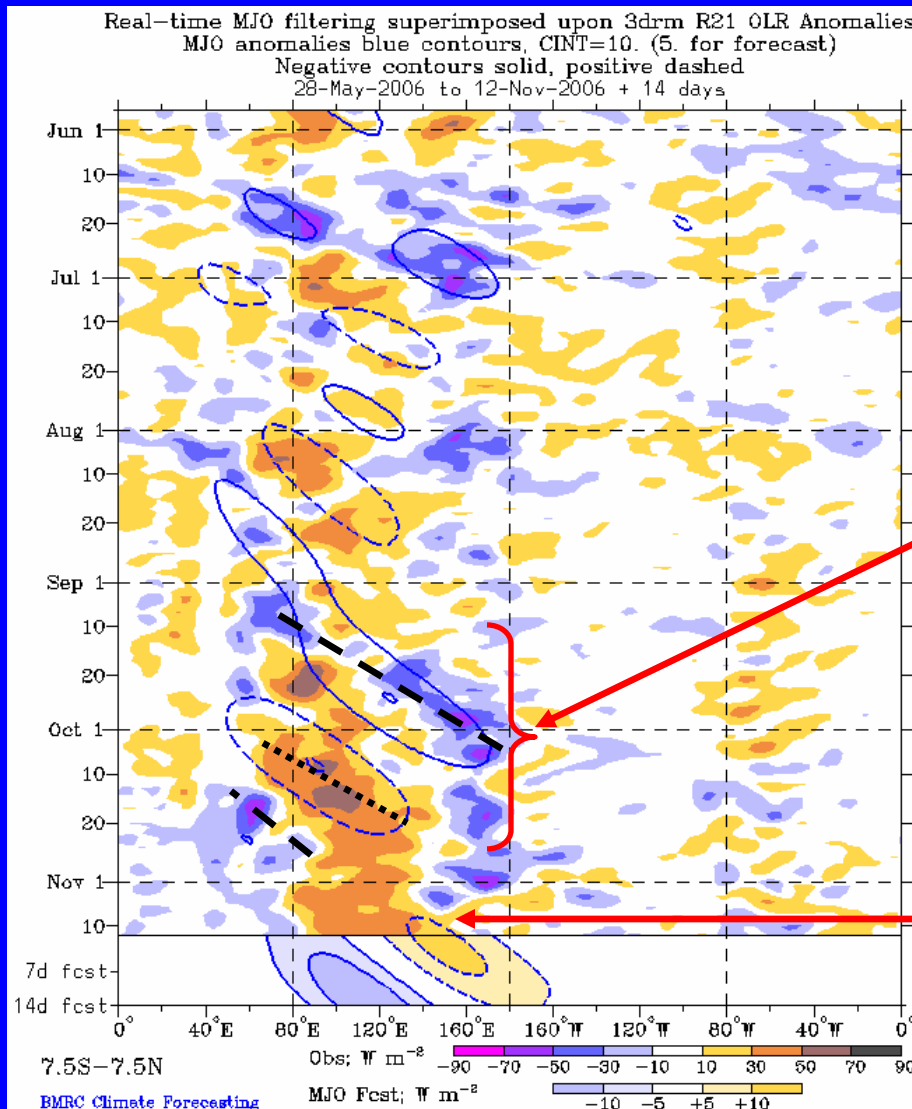 Real-time MJO filtering superimposed upon 3drm R21 OLR Anomalies
MJO anomalies blue contours, CINT=10. (5. for forecast)
Negative contours solid, positive dashed
28-May-2006 to 12-Nov-2006 + 14 days
Jun 1
10
20
Jul 1
10
20
Aug 1
10
20
Sep 1
10
20
Oct 1
10
20
Nov 1
10
7d fcst
14d fcst
0° 40°E 80°E 120°E 160°E 160°W 120°W 80°W 40°W 0°
7.5S-7.5N
Obs; W m⁻²
-90 -70 -50 -30 -10 10 30 50 70 90
BMRC Climate Forecasting
MJO Fcst; W m⁻²
-10 -5 +5 +10